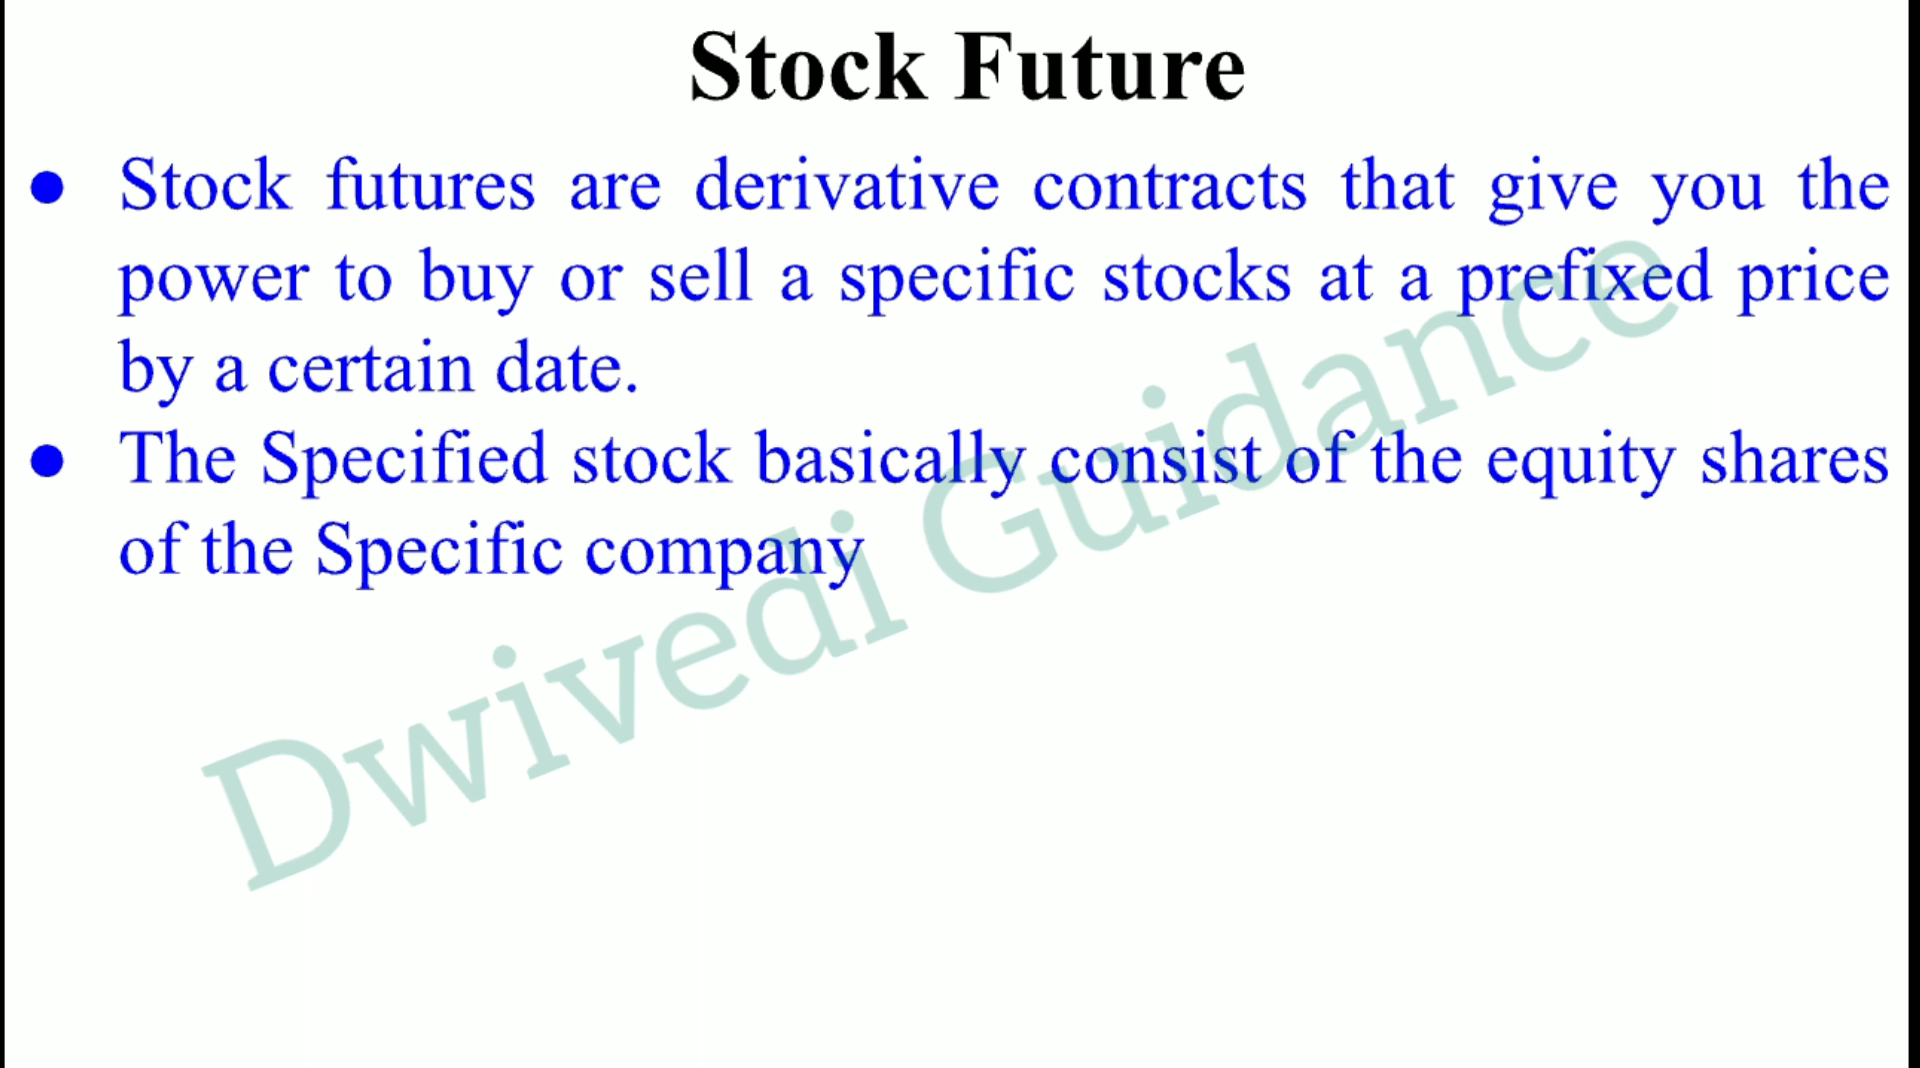 Stock Future
● Stock futures are derivative contracts that give you the
power to buy or sell a specific stocks at a prefixed price
by a certain date.
● The Specified stock basically consist of the equity shares
of the Specific company
Dwivedi Guidance